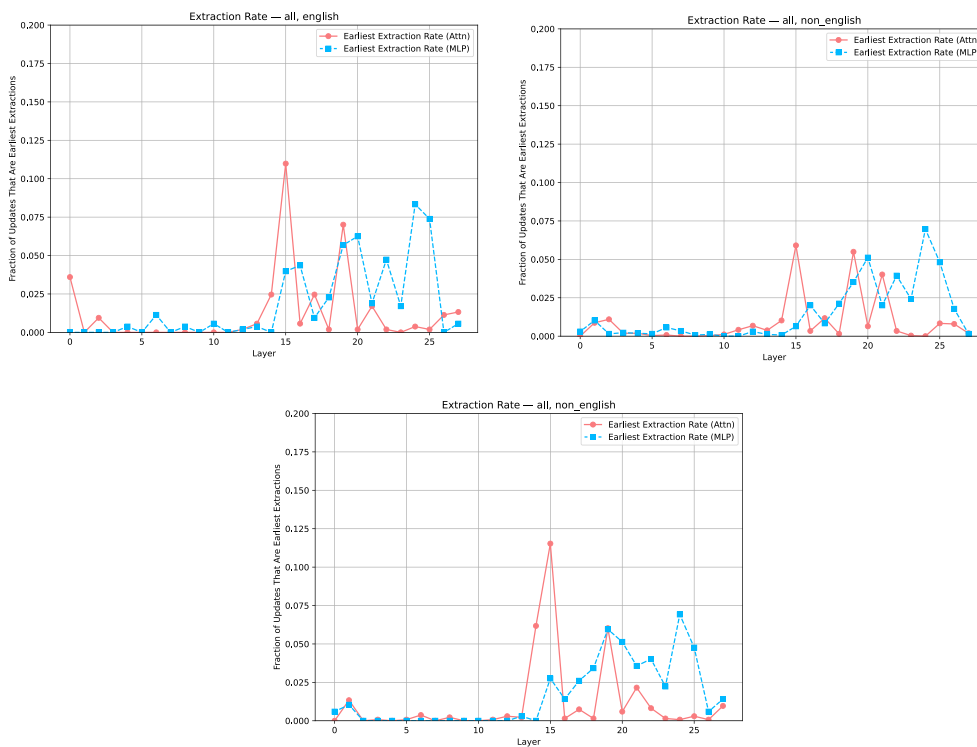 Extraction Rate — all, english
Earliest Extraction Rate (Attn)
Earliest Extraction Rate (MLP)
Fraction of Updates That Are Earliest Extractions
0.200
0.175
0.150
0.125
0.100
0.075
0.050
0.025
0.000
0 5 10 15 20 25
Layer
Extraction Rate — all, non_english
Earliest Extraction Rate (Attn
Earliest Extraction Rate (MLP
Fraction of Updates That Are Earliest Extractions
0.200
0.175
0.150
0.125
0.100
0.075
0.050
0.025
0.000
0 5 10 15 20 25
Layer
Extraction Rate — all, non_english
Earliest Extraction Rate (Attn)
Earliest Extraction Rate (MLP)
Fraction of Updates That Are Earliest Extractions
0.200
0.175
0.150
0.125
0.100
0.075
0.050
0.025
0.000
0 5 10 15 20 25
Layer